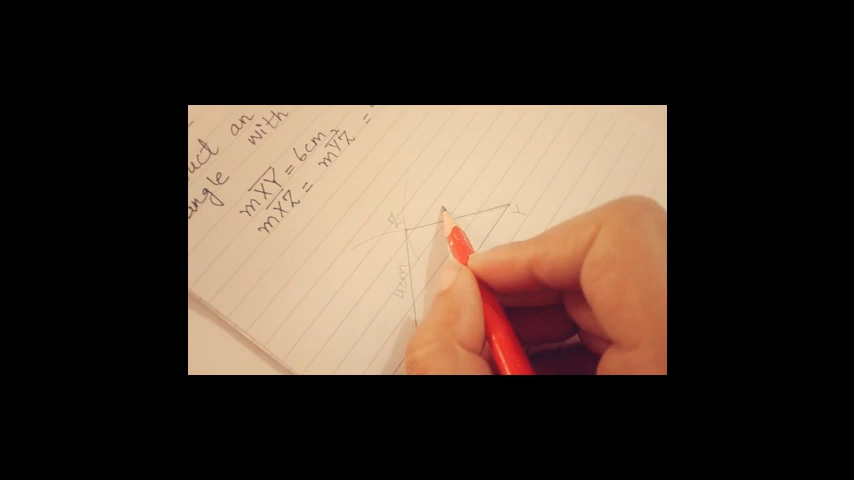 uct an
angle with
mXY = 6cm
mXZ = mYZ =
Z
Y
4cm